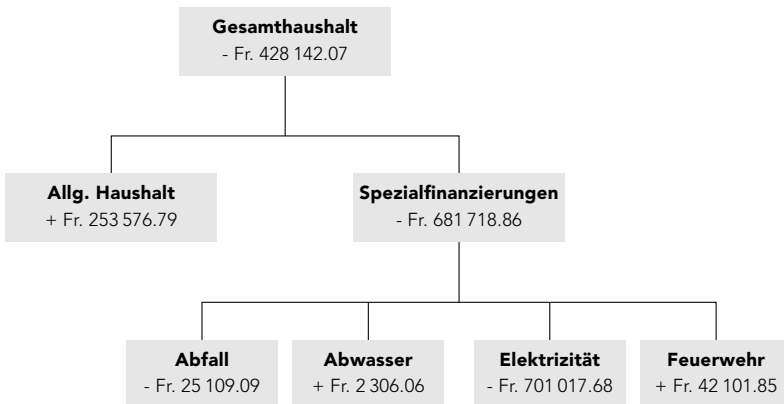 Gesamthaushalt
- Fr. 428 142.07
Allg. Haushalt
+ Fr. 253 576.79
Spezialfinanzierungen
- Fr. 681 718.86
Abfall
- Fr. 25 109.09
Abwasser
+ Fr. 2 306.06
Elektrizität
- Fr. 701 017.68
Feuerwehr
+ Fr. 42 101.85